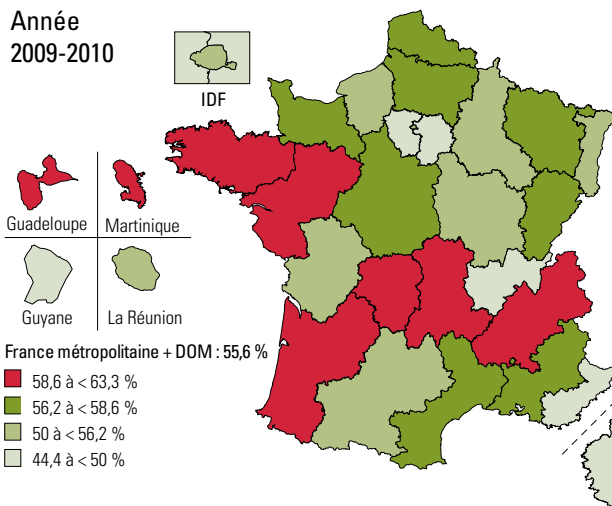 Année
2009-2010
IDF
Guadeloupe
Martinique
Guyane
La Réunion
France métropolitaine + DOM : 55,6 %
58,6 à < 63,3 %
56,2 à < 58,6 %
50 à < 56,2 %
44,4 à < 50 %